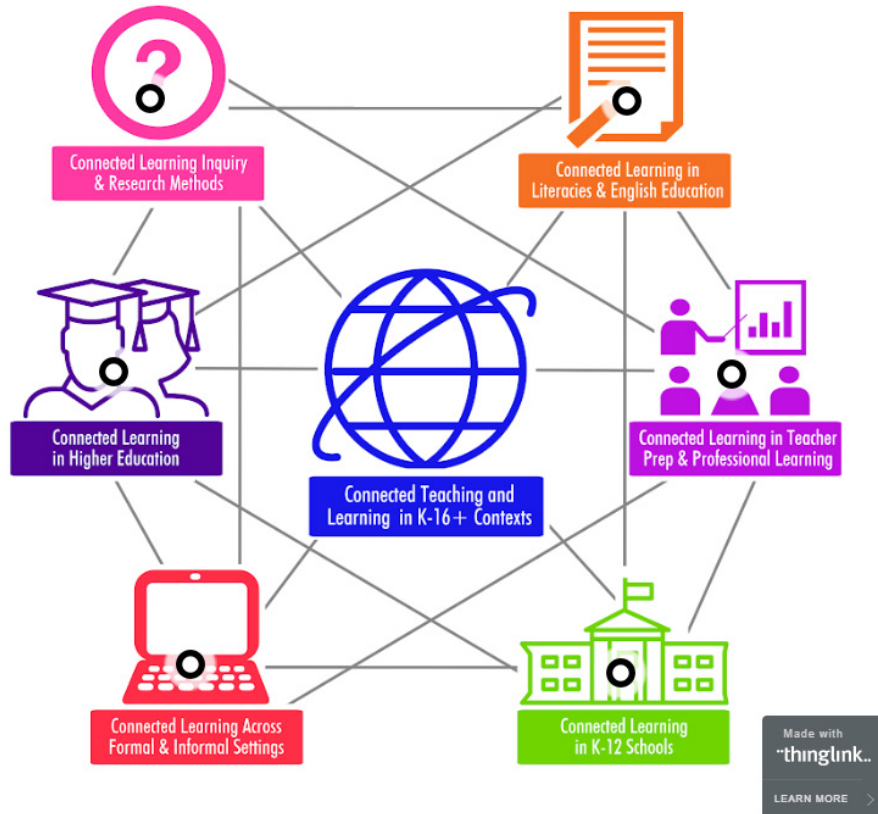 ?
Connected Learning Inquiry
& Research Methods
Connected Learning in
Literacies & English Education
Connected Learning
in Higher Education
Connected Teaching and
Learning in K-16+ Contexts
Connected Learning in Teacher
Prep & Professional Learning
Connected Learning Across
Formal & Informal Settings
Connected Learning
in K-12 Schools
Made with
¨thinglink..
LEARN MORE